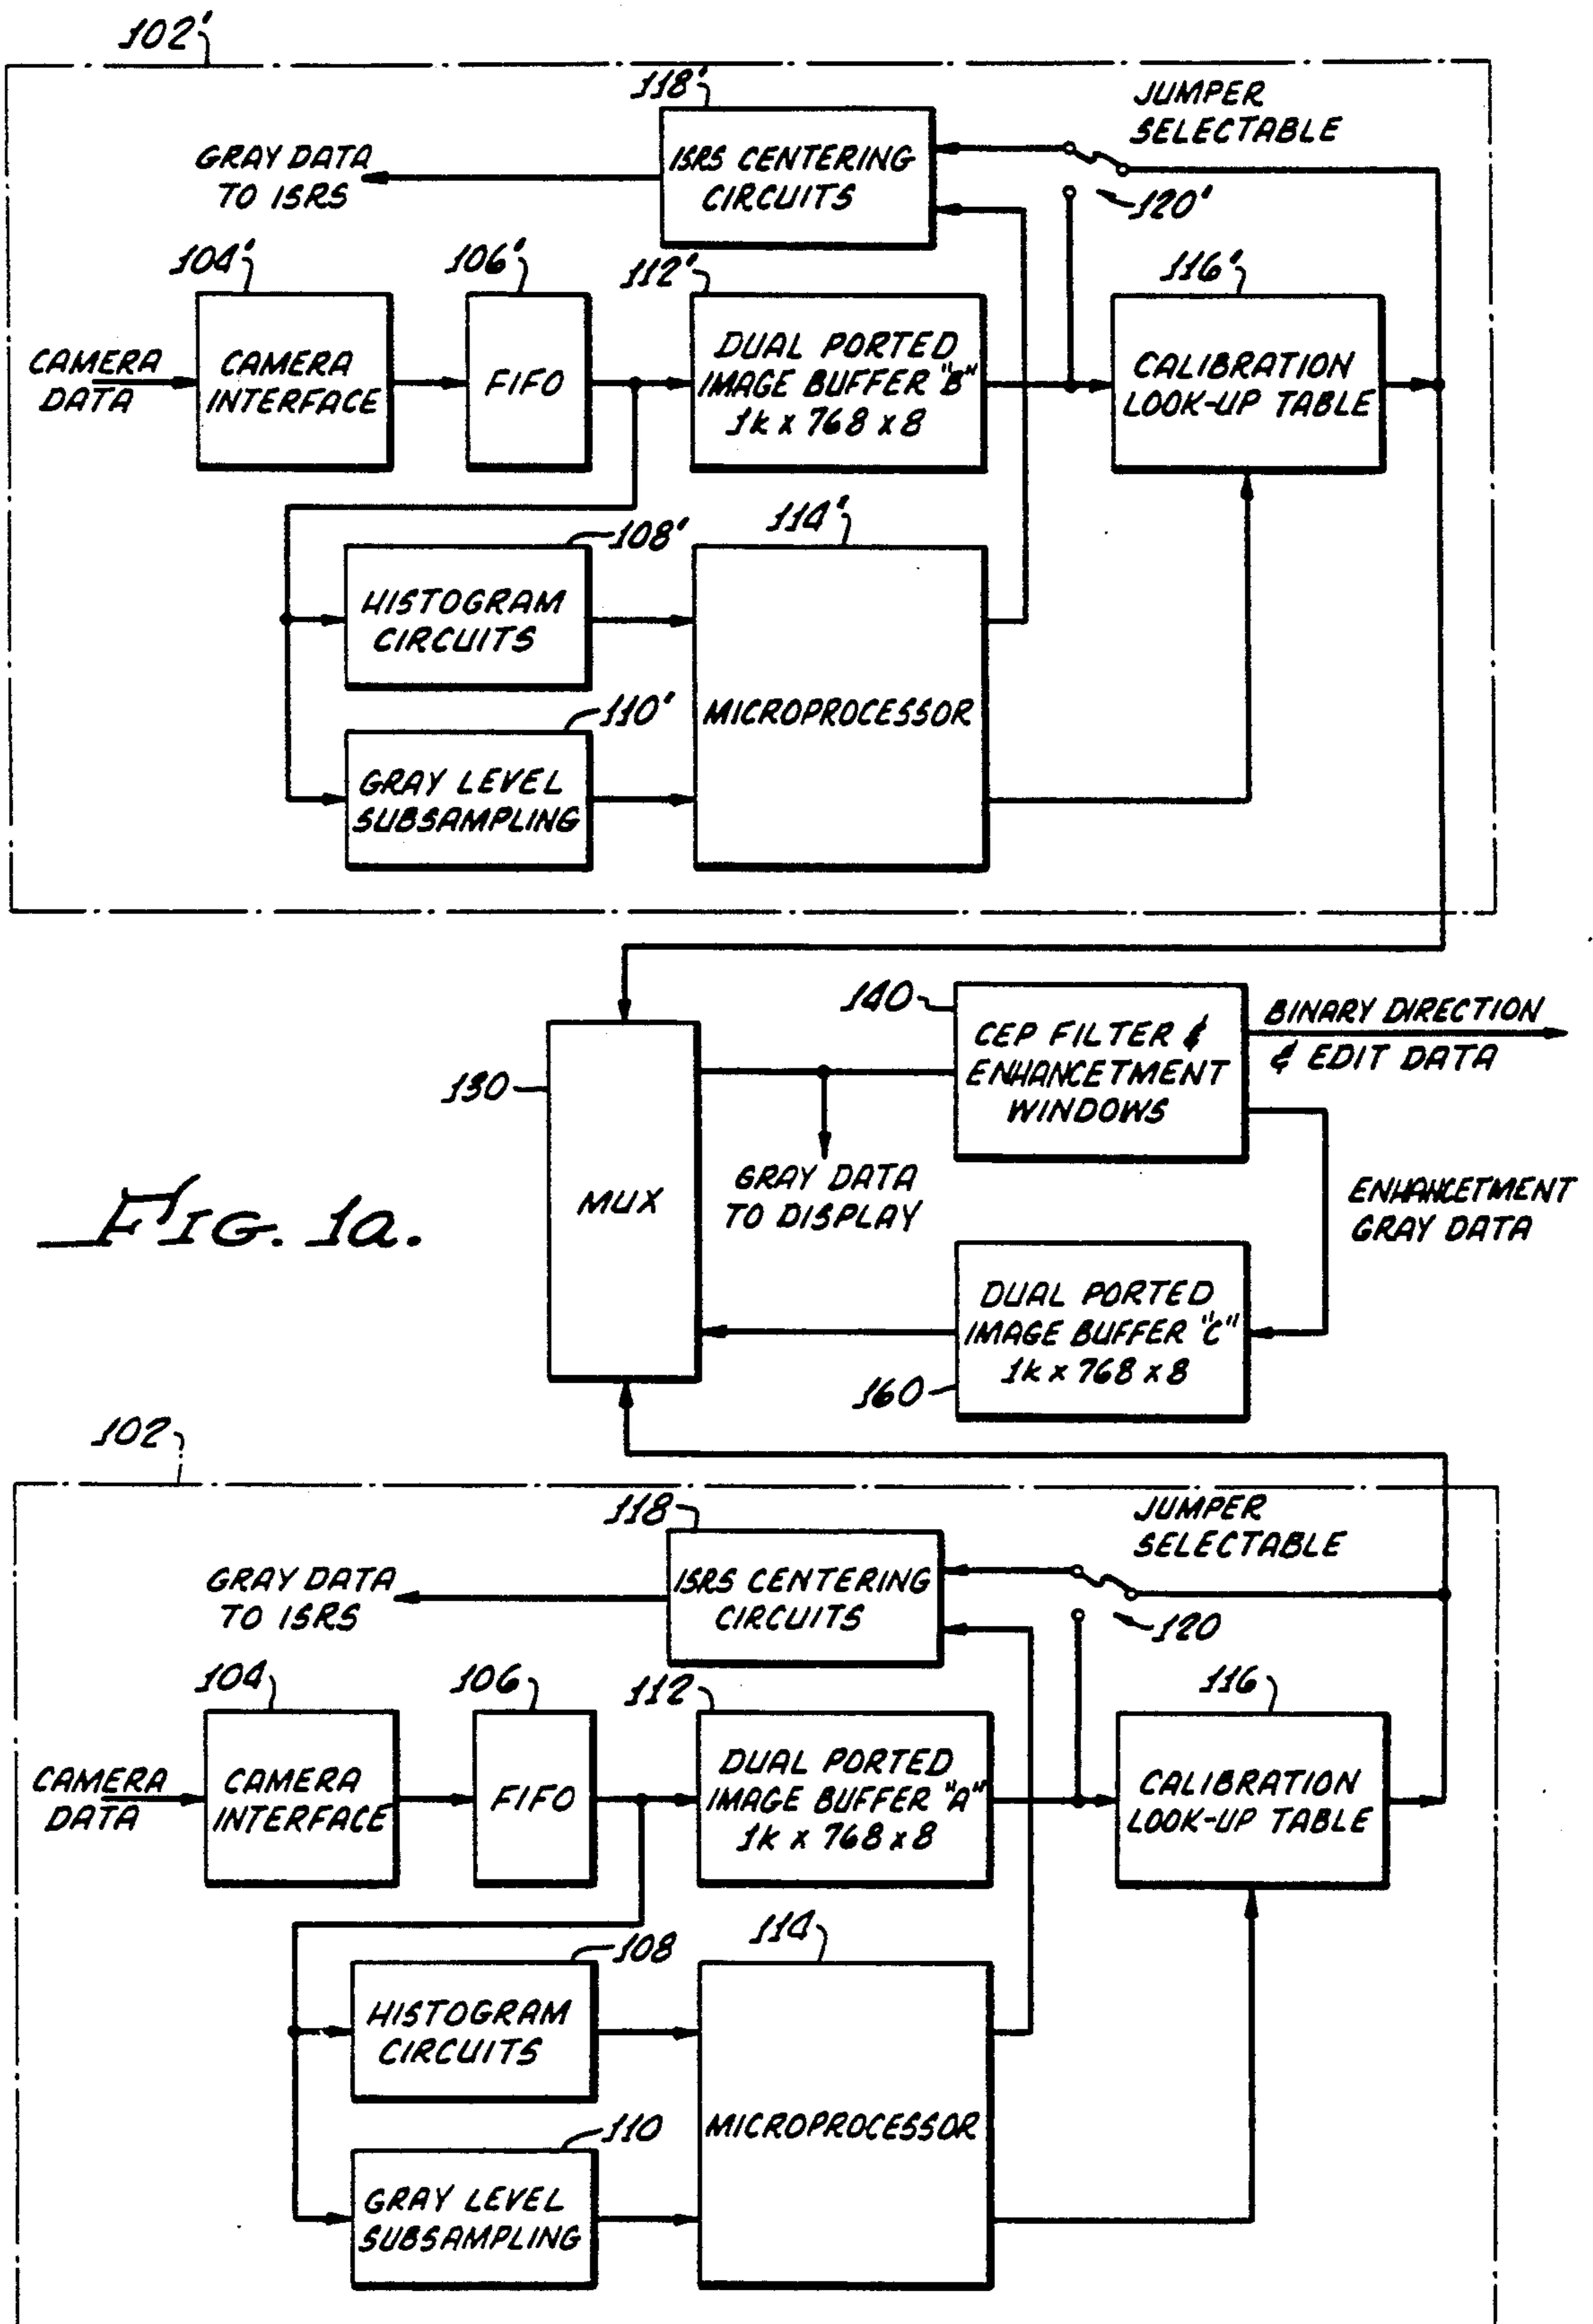 102'
118'
JUMPER
SELECTABLE
GRAY DATA
TO ISRS
ISRS CENTERING
CIRCUITS
120'
104'
106'
112'
116'
CAMERA
DATA
CAMERA
INTERFACE
FIFO
DUAL PORTED
IMAGE BUFFER "B"
1k x 768 x 8
CALIBRATION
LOOK-UP TABLE
108'
114'
HISTOGRAM
CIRCUITS
MICROPROCESSOR
110'
GRAY LEVEL
SUBSAMPLING
140
CEP FILTER &
ENHANCETMENT
WINDOWS
BINARY DIRECTION
& EDIT DATA
130
MUX
GRAY DATA
TO DISPLAY
ENHANCETMENT
GRAY DATA
FIG. 1a.
DUAL PORTED
IMAGE BUFFER "C"
1k x 768 x 8
160
102
118
JUMPER
SELECTABLE
GRAY DATA
TO ISRS
ISRS CENTERING
CIRCUITS
120
104
106
112
116
CAMERA
DATA
CAMERA
INTERFACE
FIFO
DUAL PORTED
IMAGE BUFFER "A"
1k x 768 x 8
CALIBRATION
LOOK-UP TABLE
108
114
HISTOGRAM
CIRCUITS
MICROPROCESSOR
110
GRAY LEVEL
SUBSAMPLING